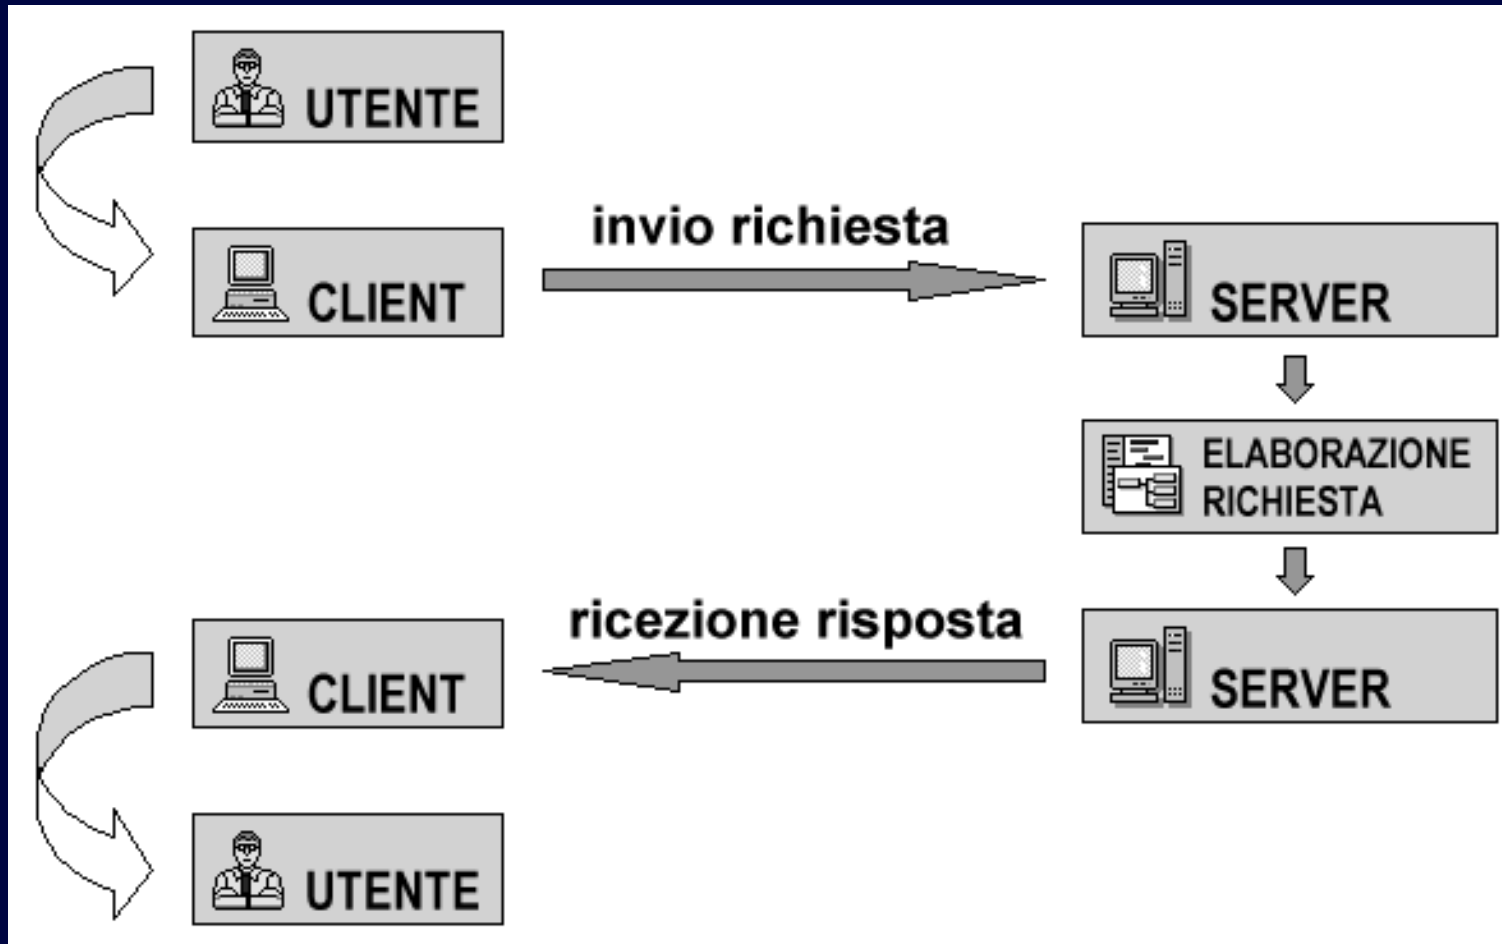 UTENTE
invio richiesta
CLIENT
SERVER
ELABORAZIONE
RICHIESTA
ricezione risposta
CLIENT
SERVER
UTENTE